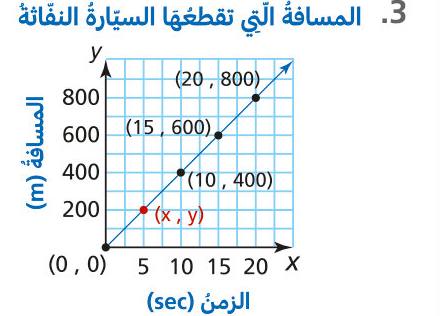 3. المسافةُ الّتِي تقطعُهَا السيّارةُ النفّاثةُ
y
(20 , 800)
800
600
(15 , 600)
400
(10 , 400)
200
(x , y)
(0 , 0)
5 10 15 20 x
المسافةُ (m)
الزمنُ (sec)